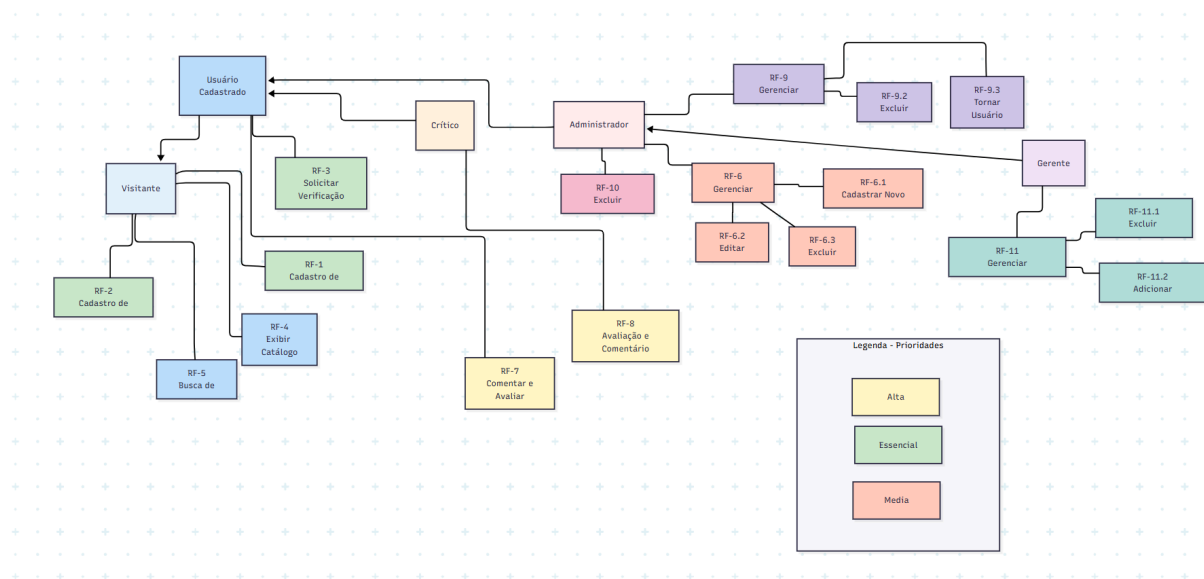 Usuário
Cadastrado
Crítico
Administrador
RF-9
Gerenciar
RF-9.2
Excluir
RF-9.3
Tornar
Usuário
Gerente
Visitante
RF-3
Solicitar
Verificação
RF-10
Excluir
RF-6
Gerenciar
RF-6.1
Cadastrar Novo
RF-6.2
Editar
RF-6.3
Excluir
RF-11.1
Excluir
RF-11
Gerenciar
RF-11.2
Adicionar
RF-1
Cadastro de
RF-2
Cadastro de
RF-4
Exibir
Catálogo
RF-5
Busca de
RF-8
Avaliação e
Comentário
RF-7
Comentar e
Avaliar
Legenda - Prioridades
Alta
Essencial
Media